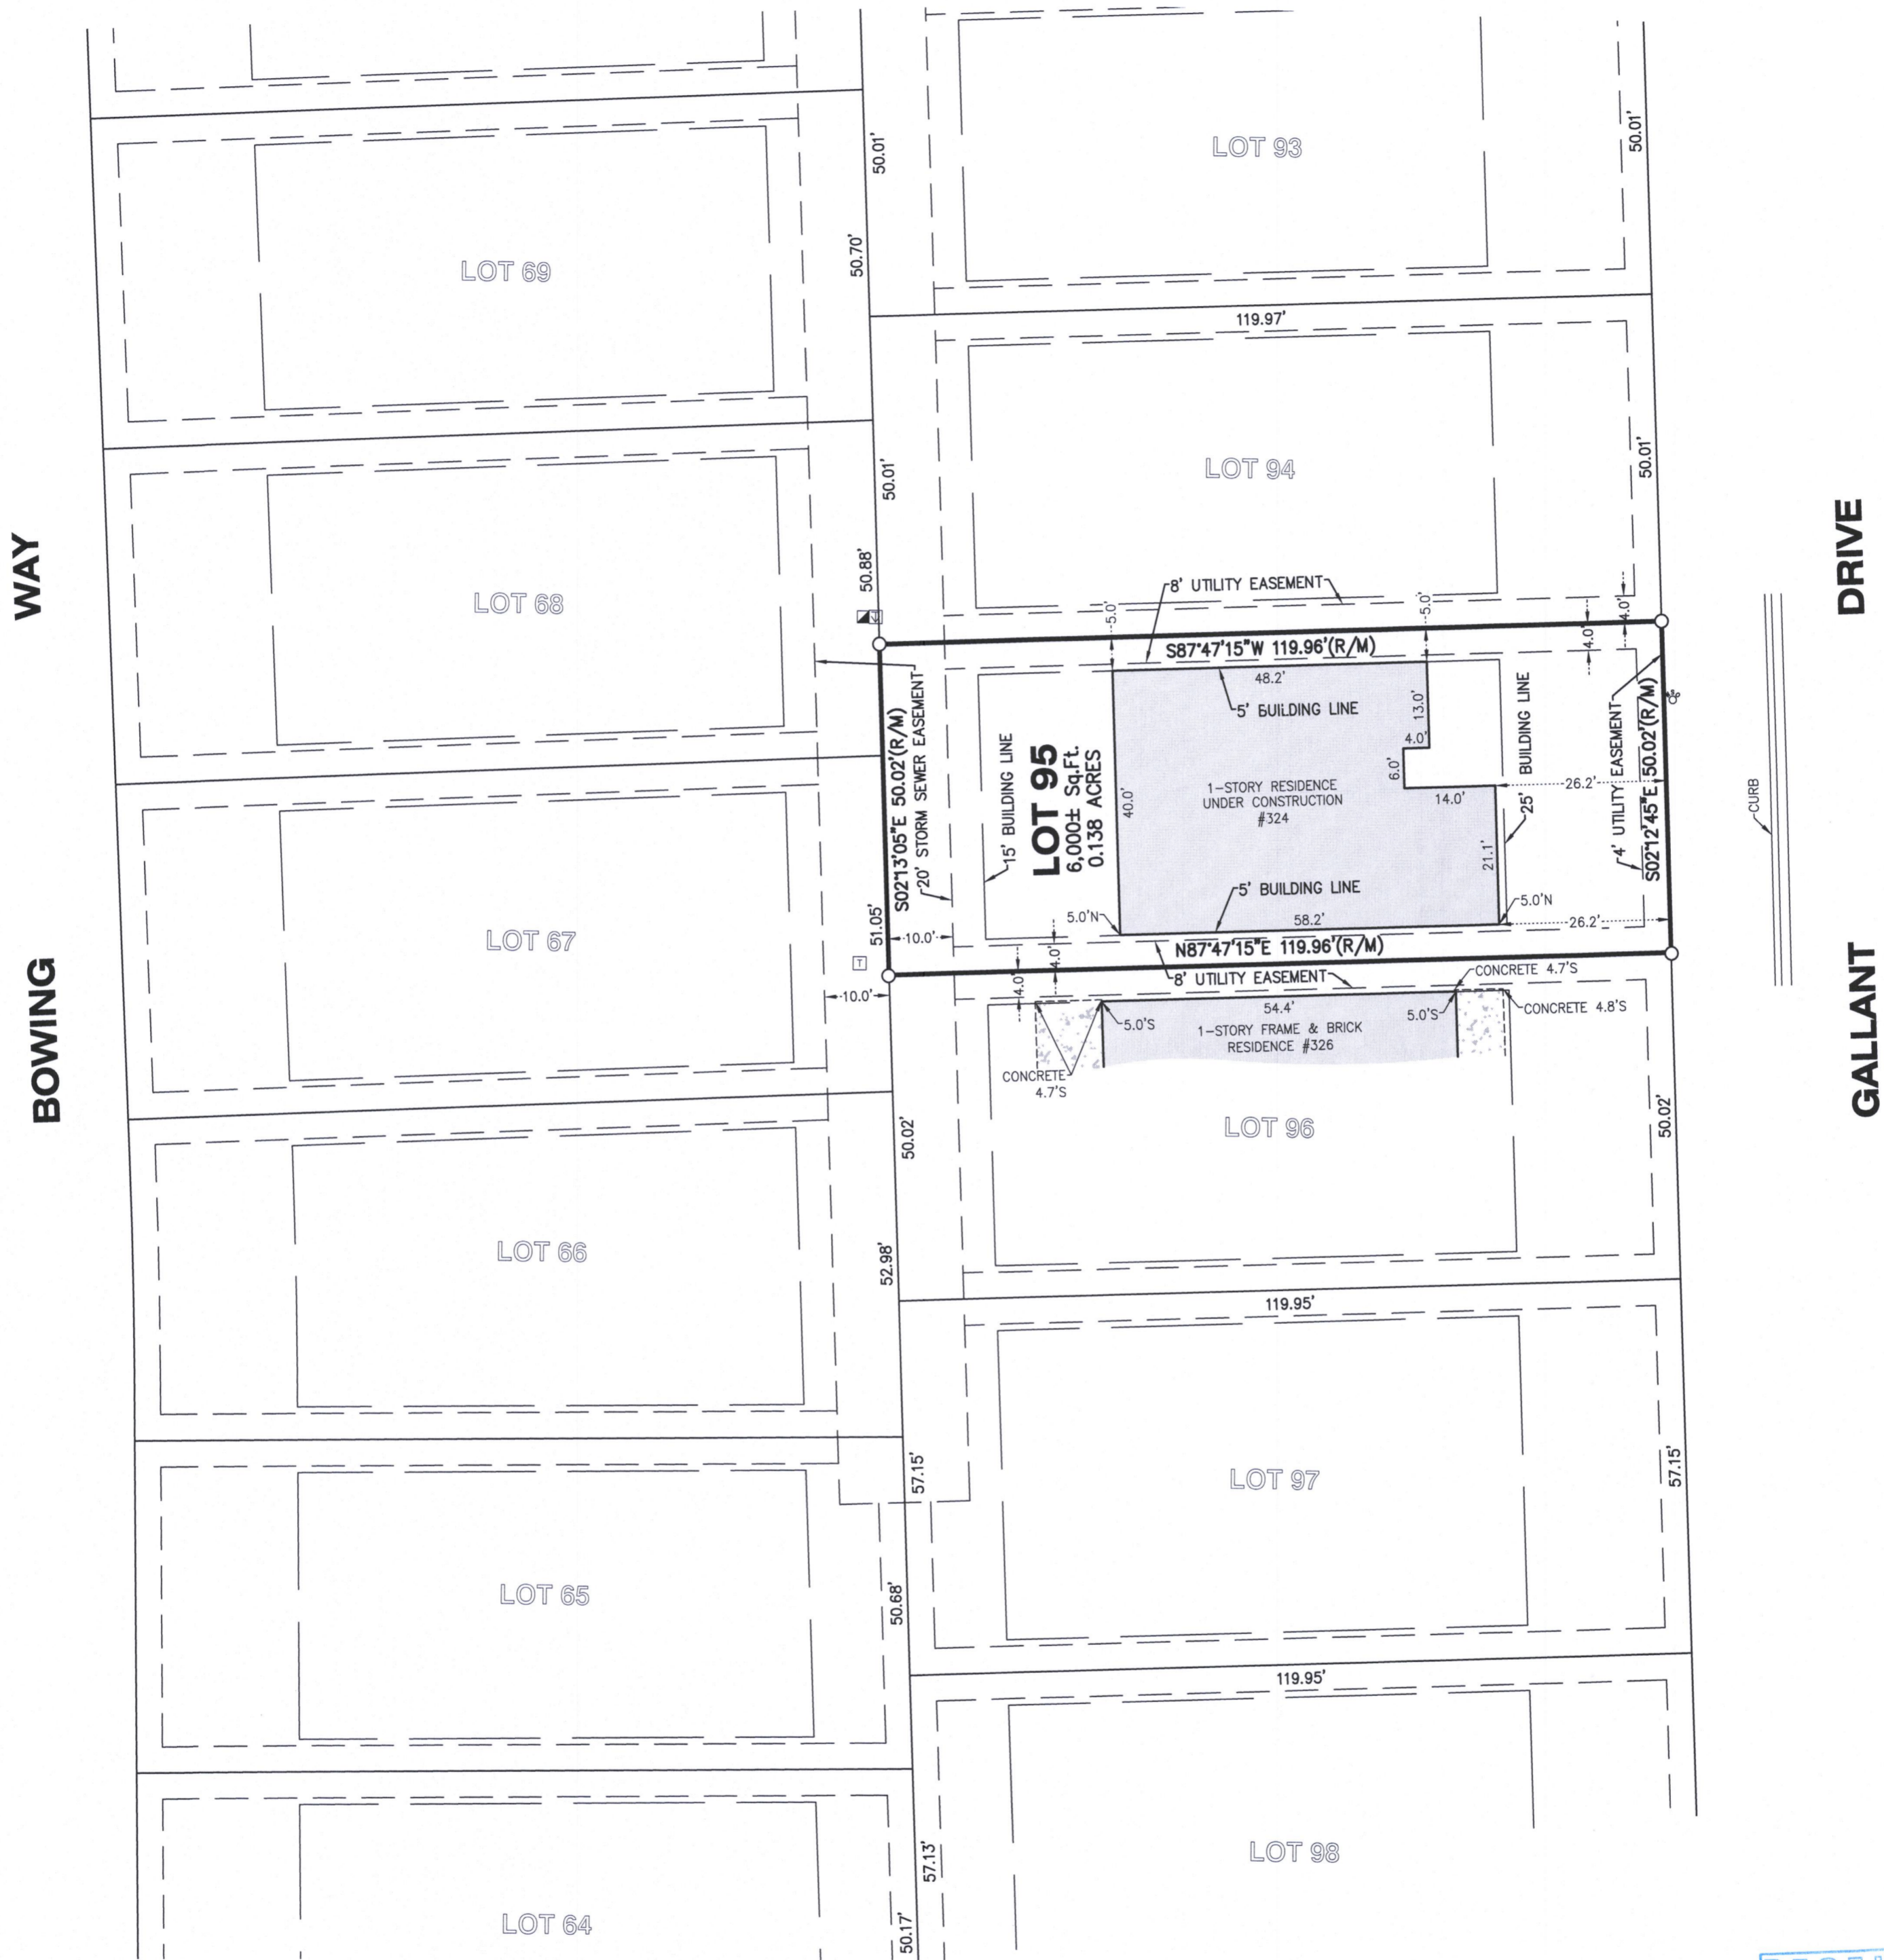 LOT 93
50.01'
50.01'
50.70'
LOT 69
119.97'
LOT 94
50.01'
50.01'
WAY
DRIVE
LOT 68
50.88'
8' UTILITY EASEMENT
5.0'
5.0'
4.0'
4.0'
S87°47'15"W 119.96'(R/M)
48.2'
5' BUILDING LINE
13.0'
4.0'
6.0'
14.0'
26.2'
S02°13'05"E 50.02'(R/M)
20' STORM SEWER EASEMENT
15' BUILDING LINE
LOT 95
6,000± Sq.Ft.
0.138 ACRES
40.0'
1-STORY RESIDENCE
UNDER CONSTRUCTION
#324
25' BUILDING LINE
4' UTILITY EASEMENT
S02°12'45"E 50.02'(R/M)
CURB
21.1'
5' BUILDING LINE
58.2'
5.0'N
5.0'N
26.2'
51.05'
10.0'
4.0'
4.0'
N87°47'15"E 119.96'(R/M)
LOT 67
T
10.0'
8' UTILITY EASEMENT
CONCRETE 4.7'S
54.4'
5.0'S
5.0'S
CONCRETE 4.8'S
1-STORY FRAME & BRICK
RESIDENCE #326
CONCRETE
4.7'S
BOWING
GALLANT
LOT 96
50.02'
50.02'
LOT 66
52.98'
119.95'
57.15'
LOT 97
57.15'
LOT 65
50.68'
119.95'
57.13'
LOT 98
LOT 64
50.17'